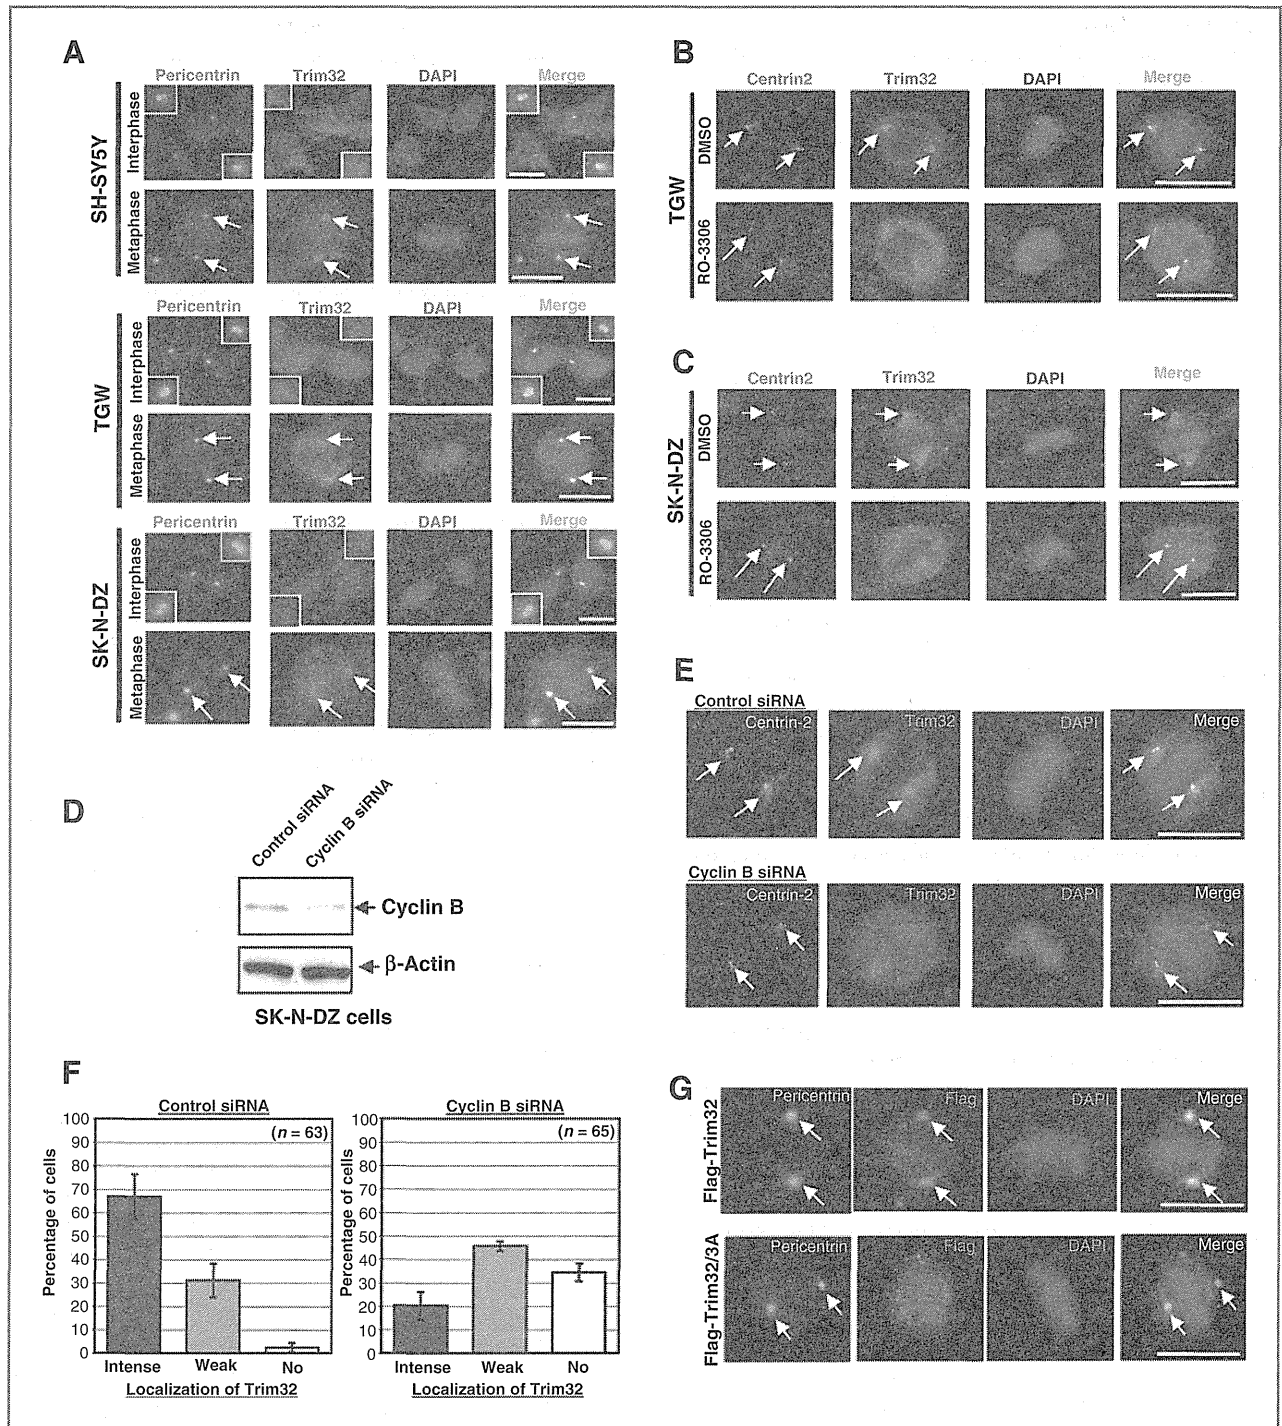 A
Pericentrin Trim32 DAPI Merge
SH-SY5Y
Interphase
Metaphase
Pericentrin Trim32 DAPI Merge
TGW
Interphase
Metaphase
Pericentrin Trim32 DAPI Merge
SK-N-DZ
Interphase
Metaphase
B
Centrin2 Trim32 DAPI Merge
TGW
DMSO
RO-3306
C
Centrin2 Trim32 DAPI Merge
SK-N-DZ
DMSO
RO-3306
D
Control siRNA
Cyclin B siRNA
Cyclin B
β-Actin
SK-N-DZ cells
E
Control siRNA
Centrin-2 Trim32 DAPI Merge
Cyclin B siRNA
Centrin-2 Trim32 DAPI Merge
F
Control siRNA
(n = 63)
Percentage of cells
100
90
80
70
60
50
40
30
20
10
0
Intense Weak No
Localization of Trim32
Cyclin B siRNA
(n = 65)
Percentage of cells
100
90
80
70
60
50
40
30
20
10
0
Intense Weak No
Localization of Trim32
G
Flag-Trim32
Pericentrin Flag DAPI Merge
Flag-Trim32/3A
Pericentrin Flag DAPI Merge